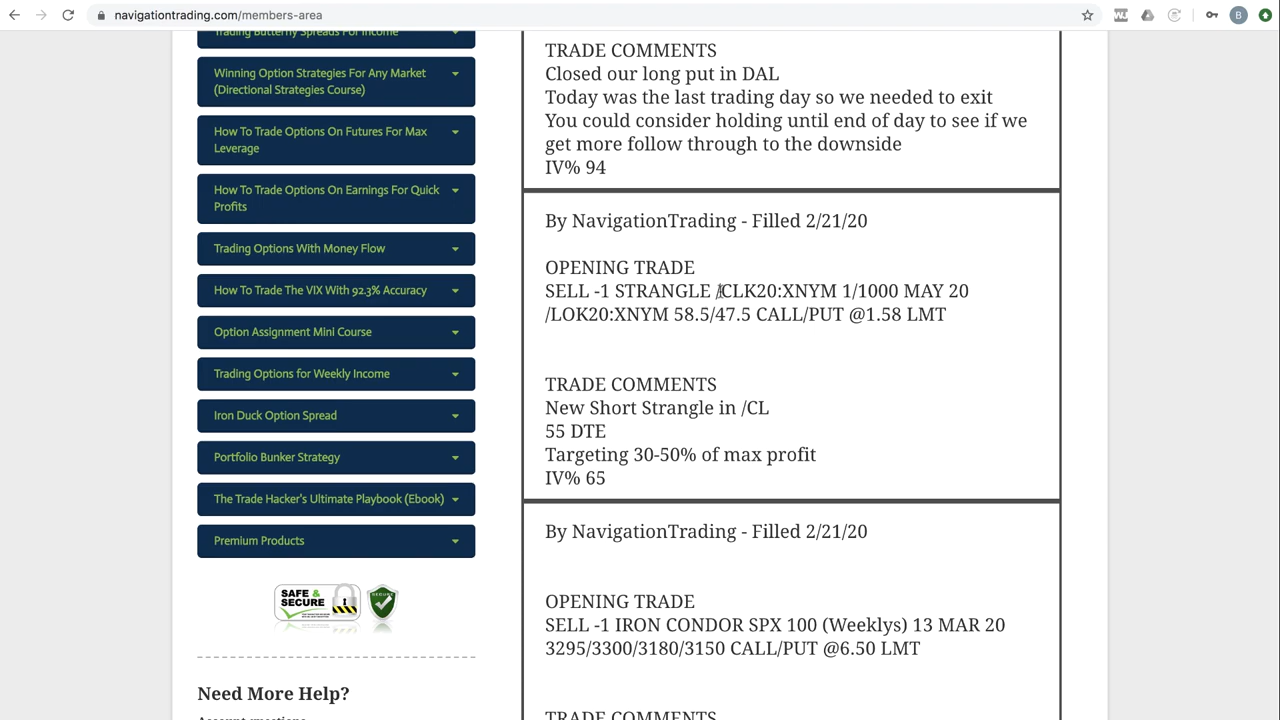 navigationtrading.com/members-area
B
Trading Butterfly Spreads For Income
Winning Option Strategies For Any Market
(Directional Strategies Course)
How To Trade Options On Futures For Max
Leverage
How To Trade Options On Earnings For Quick
Profits
Trading Options With Money Flow
How To Trade The VIX With 92.3% Accuracy
Option Assignment Mini Course
Trading Options for Weekly Income
Iron Duck Option Spread
Portfolio Bunker Strategy
The Trade Hacker's Ultimate Playbook (Ebook)
Premium Products
SAFE &
SECURE
SECURE
Need More Help?
Account questions
TRADE COMMENTS
Closed our long put in DAL
Today was the last trading day so we needed to exit
You could consider holding until end of day to see if we
get more follow through to the downside
IV% 94
By NavigationTrading - Filled 2/21/20
OPENING TRADE
SELL -1 STRANGLE /CLK20:XNYM 1/1000 MAY 20
/LOK20:XNYM 58.5/47.5 CALL/PUT @1.58 LMT
TRADE COMMENTS
New Short Strangle in /CL
55 DTE
Targeting 30-50% of max profit
IV% 65
By NavigationTrading - Filled 2/21/20
OPENING TRADE
SELL -1 IRON CONDOR SPX 100 (Weeklys) 13 MAR 20
3295/3300/3180/3150 CALL/PUT @6.50 LMT
TRADE COMMENTS